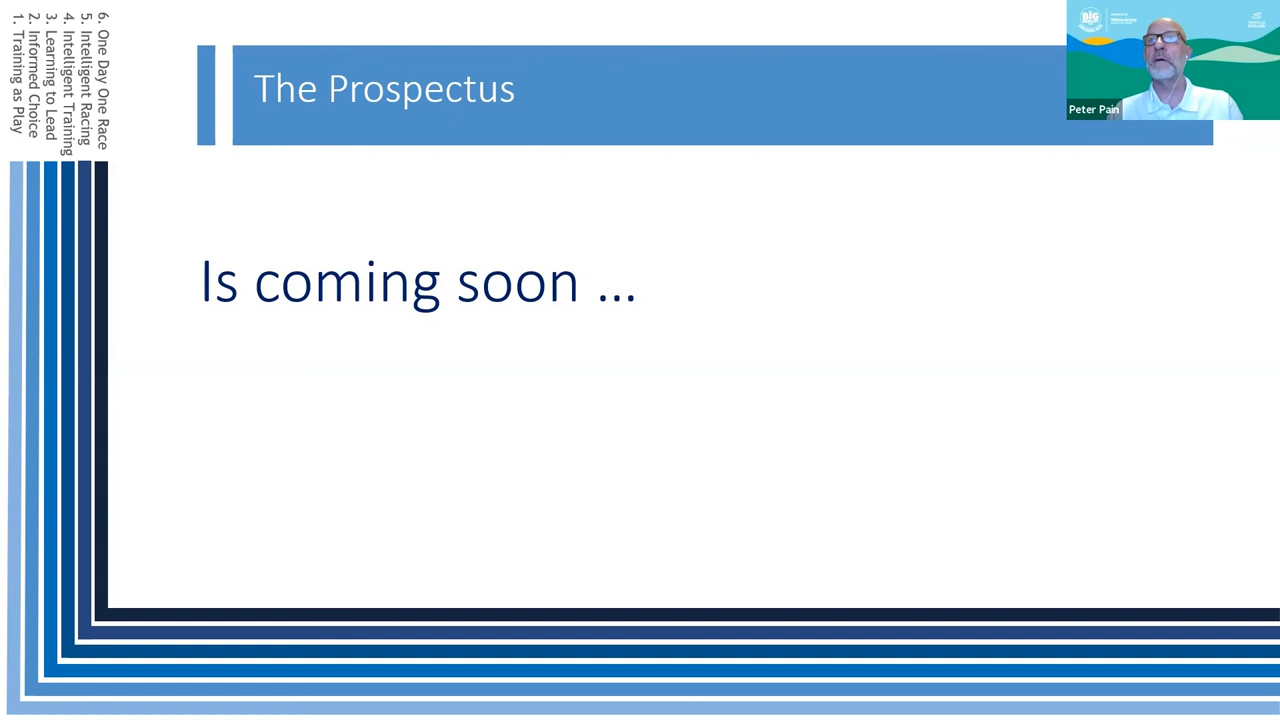 6. One Day One Race
5. Intelligent Racing
4. Intelligent Training
3. Learning to Lead
2. Informed Choice
1. Training as Play
The Prospectus
BIG
Peter Pain
Is coming soon ...